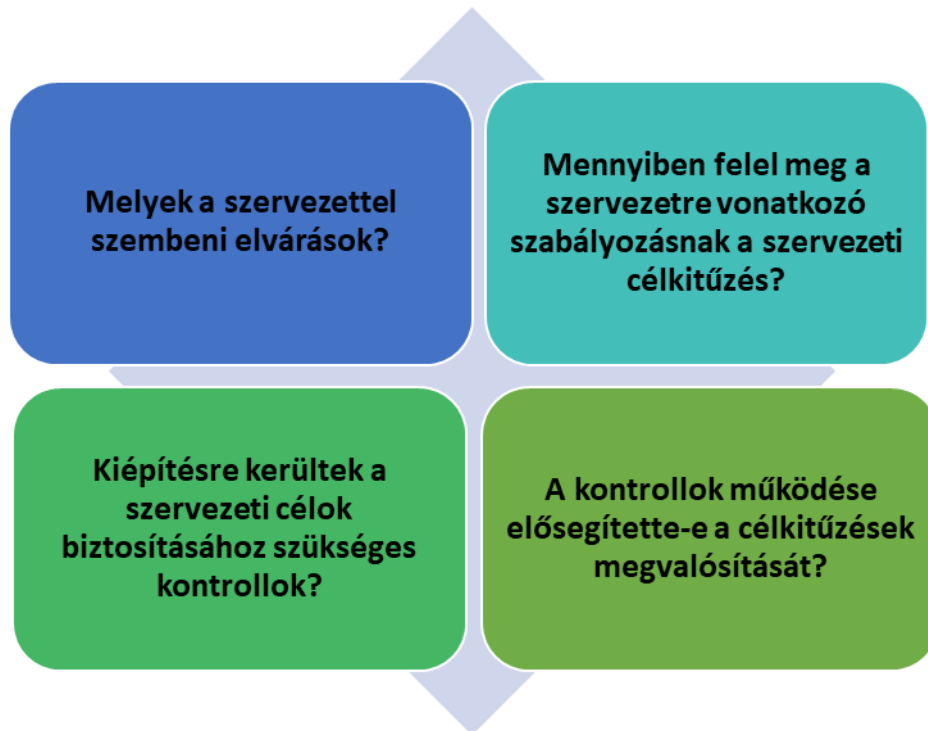 Melyek a szervezettel
szembeni elvárások?
Mennyiben felel meg a
szervezetre vonatkozó
szabályozásnak a szervezeti
célkitűzés?
Kiépítésre kerültek a
szervezeti célok
biztosításához szükséges
kontrollok?
A kontrollok működése
elősegítette-e a célkitűzések
megvalósítását?